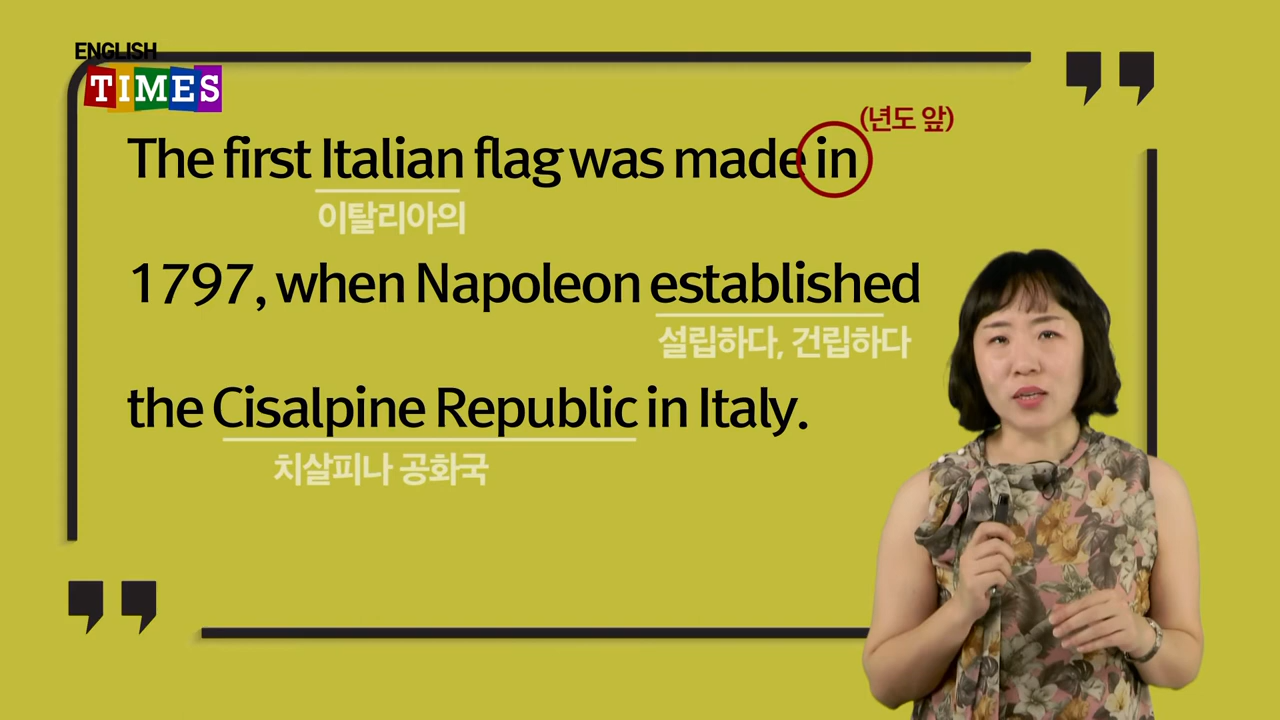 ENGLISH
TIMES
(년도 앞)
The first Italian flag was made in
이탈리아의
1797, when Napoleon established
설립하다, 건립하다
the Cisalpine Republic in Italy.
치살피나 공화국